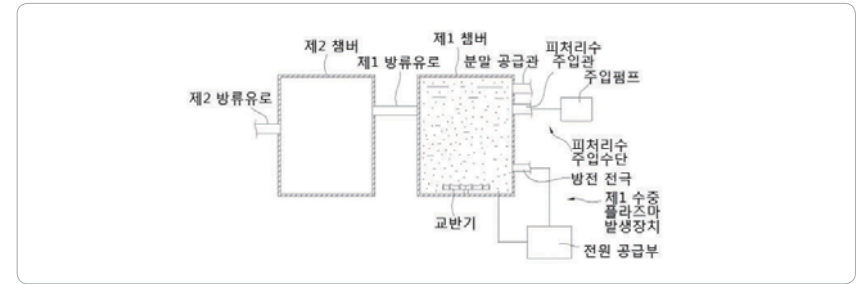 제2 챔버
제1 챔버
제1 방류유로
분말 공급관
피처리수
주입관
주입펌프
제2 방류유로
피처리수
주입수단
방전 전극
제1 수중
플라즈마
발생장치
교반기
전원 공급부